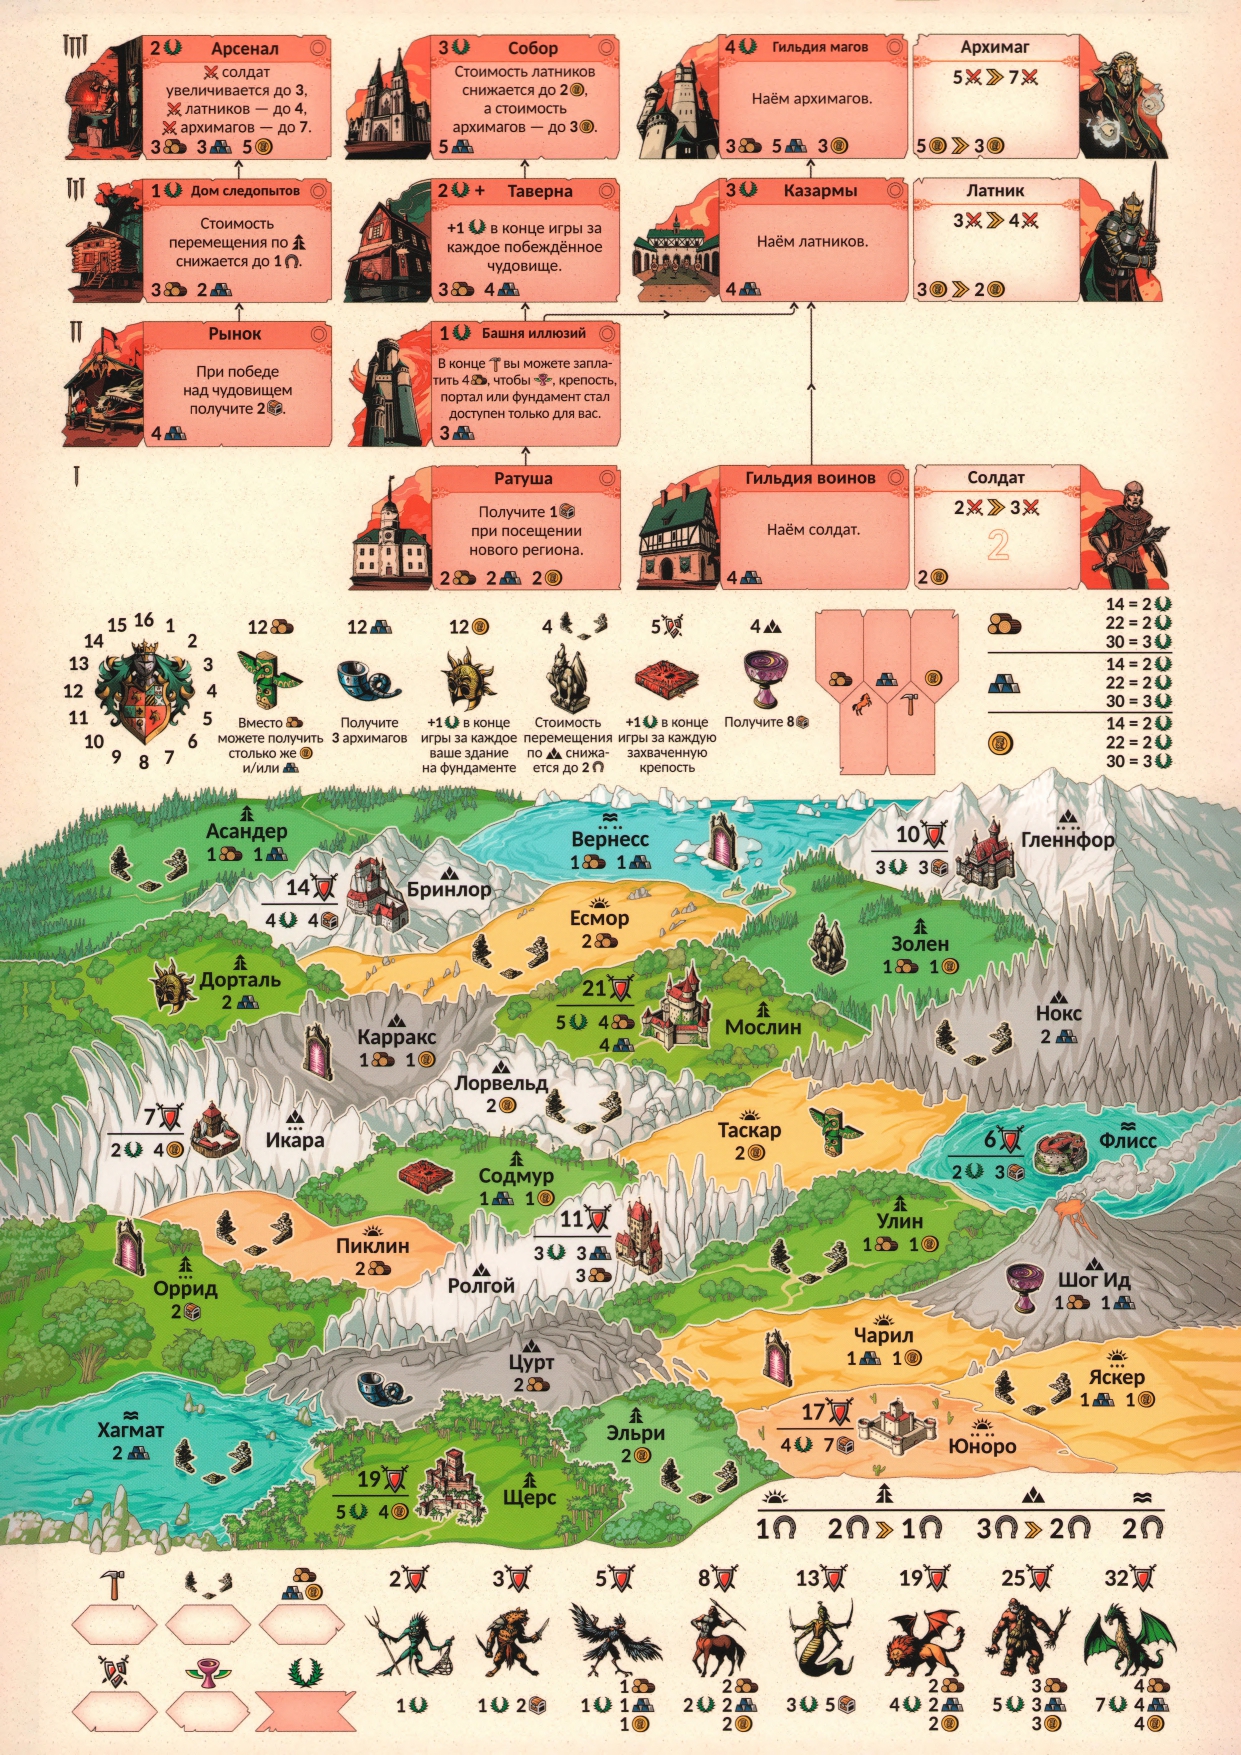 2 Арсенал
солдат
увеличивается до 3,
латников — до 4,
архимагов — до 7.
3 3 5
3 Собор
Стоимость латников
снижается до 2,
а стоимость
архимагов — до 3.
5
4 Гильдия магов
Наём архимагов.
3 5 3
Архимаг
5 7
5 3
1 Дом следопытов
Стоимость
перемещения по
снижается до 1.
3 2
2 + Таверна
+1 в конце игры за
каждое побеждённое
чудовище.
3 4
3 Казармы
Наём латников.
4
Латник
3 4
3 2
Рынок
При победе
над чудовищем
получите 2.
4
1 Башня иллюзий
В конце вы можете запла-
тить 4, чтобы, крепость,
портал или фундамент стал
доступен только для вас.
3
Ратуша
Получите 1
при посещении
нового региона.
2 2 2
Гильдия воинов
Наём солдат.
4
Солдат
2 3
2
2
16 1 2 3 4 5 6 7 8 9 10 11 12 13 14 15
12
Вместо
можете получить
столько же
и/или
12
Получите
3 архимагов
12
+1 в конце
игры за каждое
ваше здание
на фундаменте
4
Стоимость
перемещения
по снижа-
ется до 2
5
+1 в конце
игры за каждую
захваченную
крепость
4
Получите 8
14 = 2
22 = 2
30 = 3
14 = 2
22 = 2
30 = 3
14 = 2
22 = 2
30 = 3
Асандер
1 1
Вернесс
1 1
10
3 3
Гленнфор
14
4 4
Бринлор
Есмор
2
Золен
1 1
Дорталь
2
21
5 4
4
Мослин
Нокс
2
Карракс
1 1
Лорвельд
2
7
2 4
Икара
Таскар
2
6
2 3
Флисс
Содмур
1 1
11
3 3
3
Ролгой
Улин
1 1
Пиклин
2
Оррид
2
Шог Ид
1 1
Чарил
1 1
Цурт
2
Яскер
1 1
Хагмат
2
Эльри
2
17
4 7
Юноро
19
5 4
Щерс
1 2 1 3 2 2
2 3 5 8 13 19 25 32
1
1 2
1 1
1
1
2 2
2
2
3 5
4 2
2
2
5 3
3
3
7 4
4
4